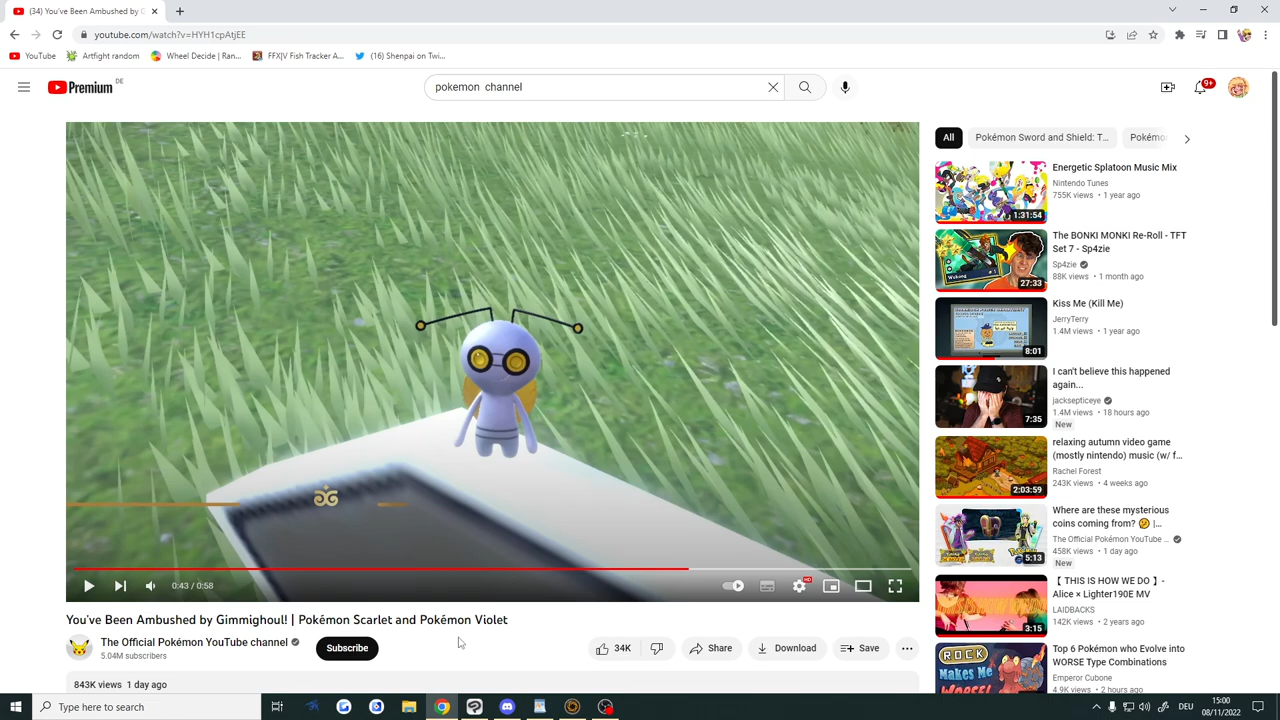 (34) You've Been Ambushed by G
youtube.com/watch?v=HYH1cpAtjEE
YouTube
Artfight random
Wheel Decide | Ran...
FFX|V Fish Tracker A...
(16) Shenpai on Twi...
Premium DE
pokemon  channel
9+
All
Pokémon Sword and Shield: T...
Pokémo
Energetic Splatoon Music Mix
Nintendo Tunes
755K views • 1 year ago
1:31:54
The BONKI MONKI Re-Roll - TFT
Set 7 - Sp4zie
Sp4zie
88K views • 1 month ago
Wukong
27:33
Kiss Me (Kill Me)
JerryTerry
1.4M views • 1 year ago
8:01
I can't believe this happened
again...
jacksepticeye
1.4M views • 18 hours ago
New
7:35
relaxing autumn video game
(mostly nintendo) music (w/ f...
Rachel Forest
243K views • 4 weeks ago
2:03:59
Where are these mysterious
coins coming from? 🤔 |...
The Official Pokémon YouTube ...
458K views • 1 day ago
New
5:13
【 THIS IS HOW WE DO 】-
Alice × Lighter190E MV
LAIDBACKS
142K views • 2 years ago
3:15
Top 6 Pokémon who Evolve into
WORSE Type Combinations
Emperor Cubone
4.9K views • 2 hours ago
ROCK
MAKES ME
WORSE!
0:43 / 0:58
HD
You've Been Ambushed by Gimmighoul! | Pokémon Scarlet and Pokémon Violet
The Official Pokémon YouTube channel
5.04M subscribers
Subscribe
34K
Share
Download
Save
843K views  1 day ago
Type here to search
DEU
15:00
08/11/2022